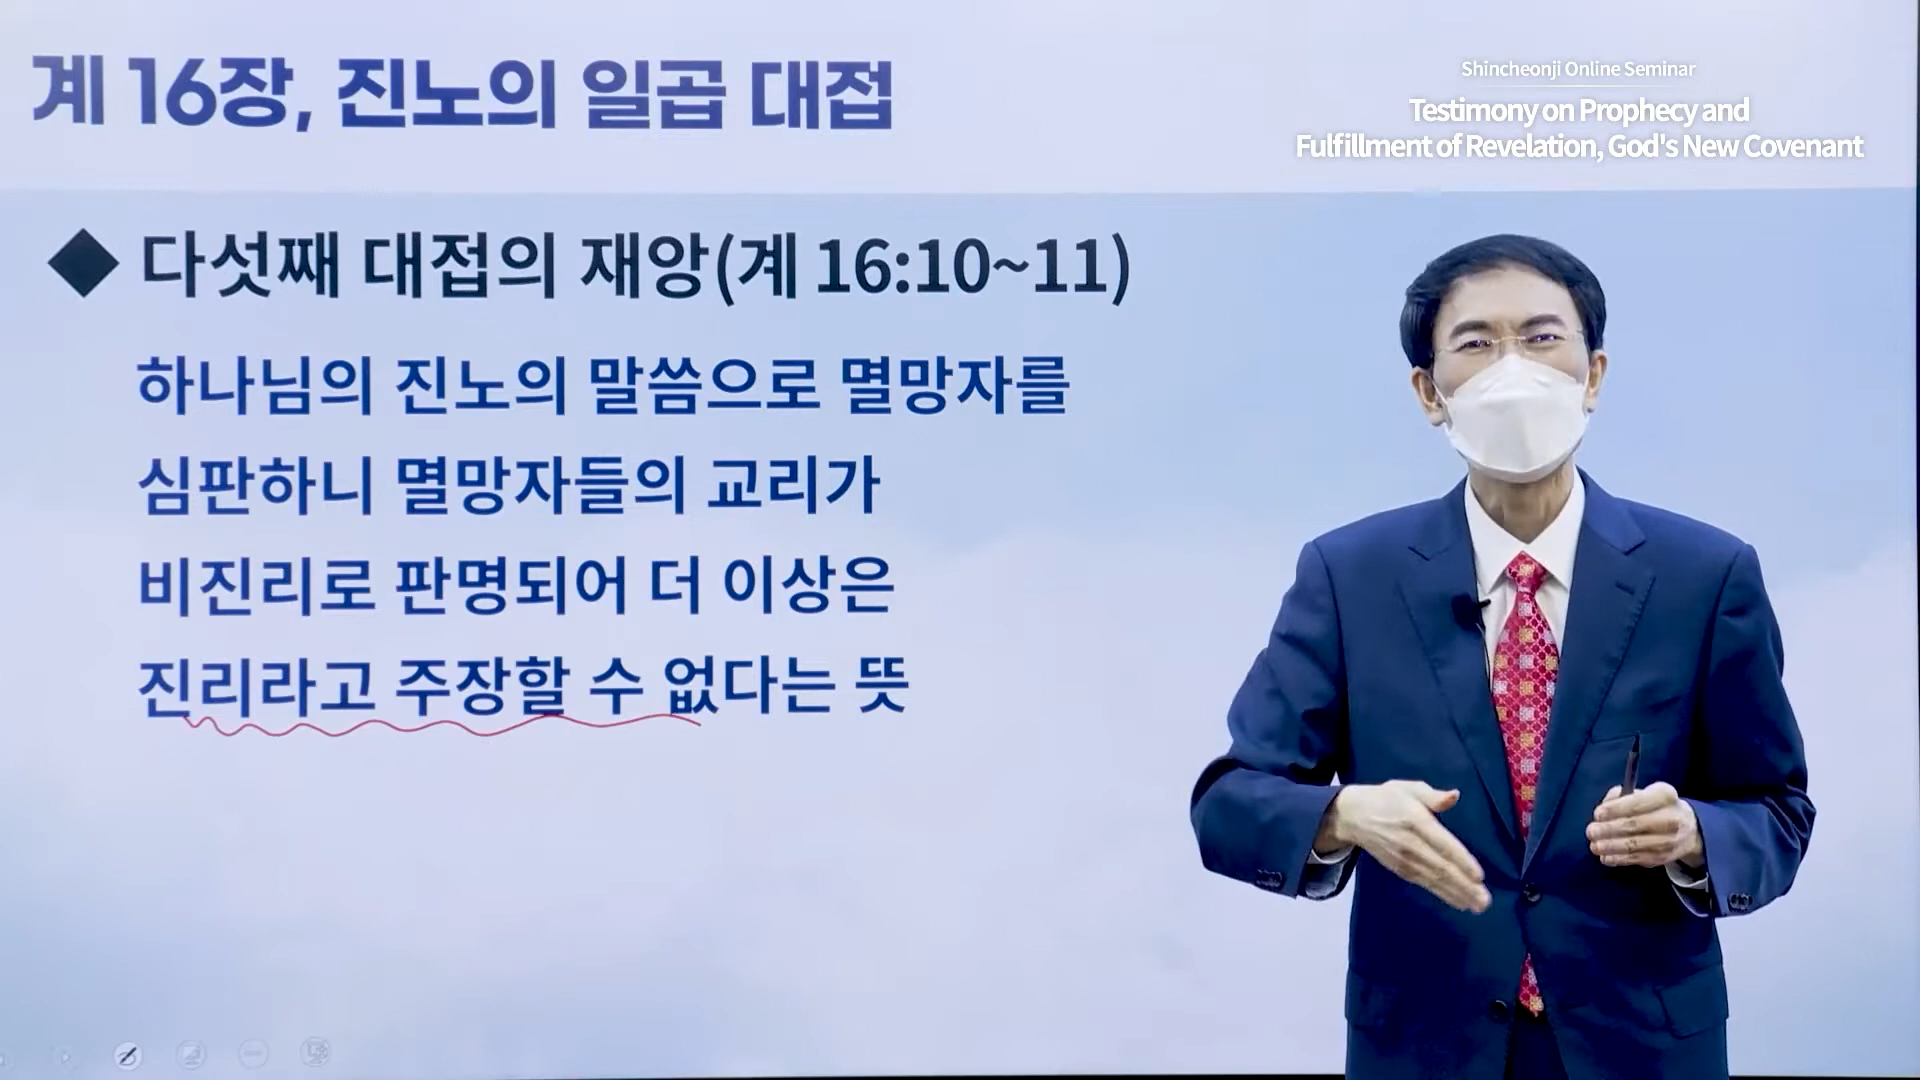 계 16장, 진노의 일곱 대접
Shincheonji Online Seminar
Testimony on Prophecy and
Fulfillment of Revelation, God's New Covenant
◆ 다섯째 대접의 재앙(계 16:10~11)
하나님의 진노의 말씀으로 멸망자를
심판하니 멸망자들의 교리가
비진리로 판명되어 더 이상은
진리라고 주장할 수 없다는 뜻